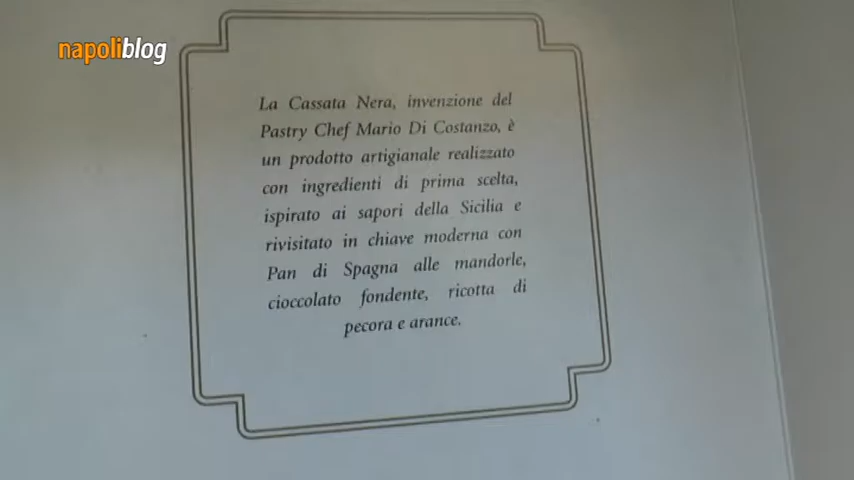 napoliblog
La Cassata Nera, invenzione del
Pastry Chef Mario Di Costanzo, è
un prodotto artigianale realizzato
con ingredienti di prima scelta,
ispirato ai sapori della Sicilia e
rivisitato in chiave moderna con
Pan di Spagna alle mandorle,
cioccolato fondente, ricotta di
pecora e arance.